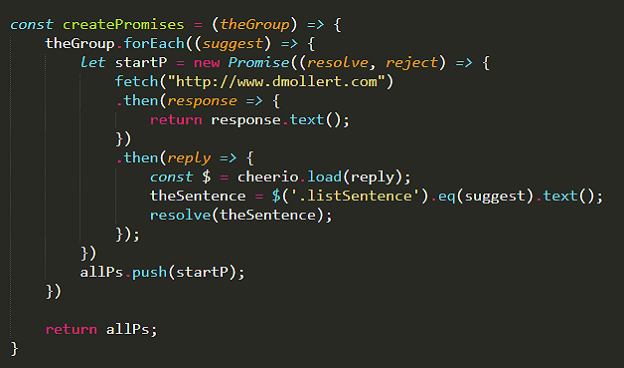 const createPromises = (theGroup) => {
theGroup.forEach((suggest) => {
let startP = new Promise((resolve, reject) => {
fetch("http://www.dmollert.com")
.then(response => {
return response.text();
})
.then(reply => {
const $ = cheerio.load(reply);
theSentence = $('.listSentence').eq(suggest).text();
resolve(theSentence);
});
})
allPs.push(startP);
})
return allPs;
}